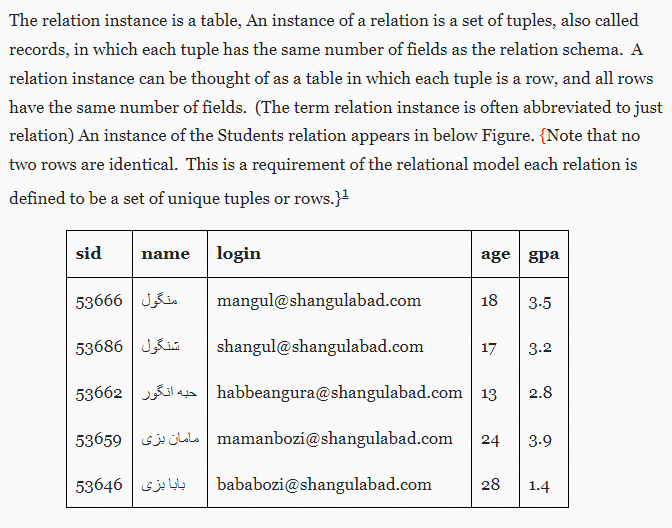 The relation instance is a table, An instance of a relation is a set of tuples, also called
records, in which each tuple has the same number of fields as the relation schema. A
relation instance can be thought of as a table in which each tuple is a row, and all rows
have the same number of fields. (The term relation instance is often abbreviated to just
relation) An instance of the Students relation appears in below Figure. {Note that no
two rows are identical. This is a requirement of the relational model each relation is
defined to be a set of unique tuples or rows.}1
sid name login age gpa
53666 منگول mangul@shangulabad.com 18 3.5
53686 شنگول shangul@shangulabad.com 17 3.2
53662 حبه انگور habbeangura@shangulabad.com 13 2.8
53659 مامان بزی mamanbozi@shangulabad.com 24 3.9
53646 بابا بزی bababozi@shangulabad.com 28 1.4